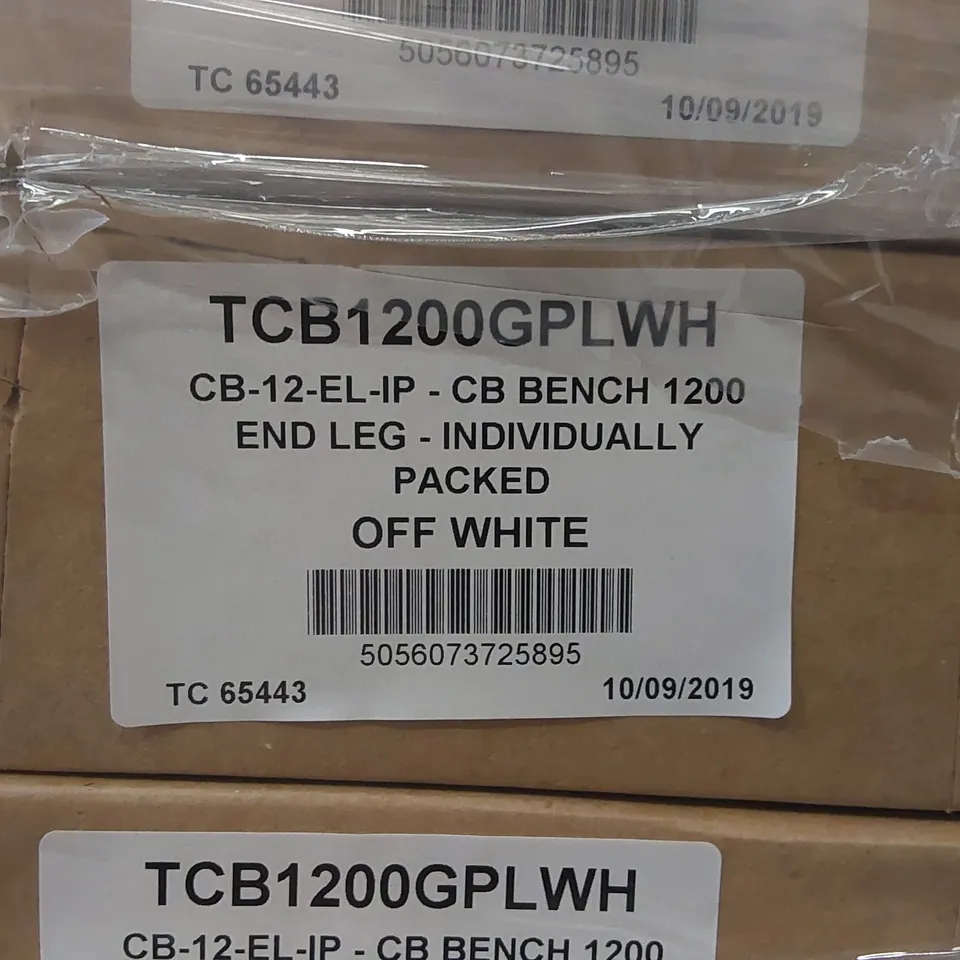 5056073725895
TC 65443 10/09/2019
TCB1200GPLWH
CB-12-EL-IP - CB BENCH 1200
END LEG - INDIVIDUALLY
PACKED
OFF WHITE
5056073725895
TC 65443 10/09/2019
TCB1200GPLWH
CB-12-EL-IP - CB BENCH 1200